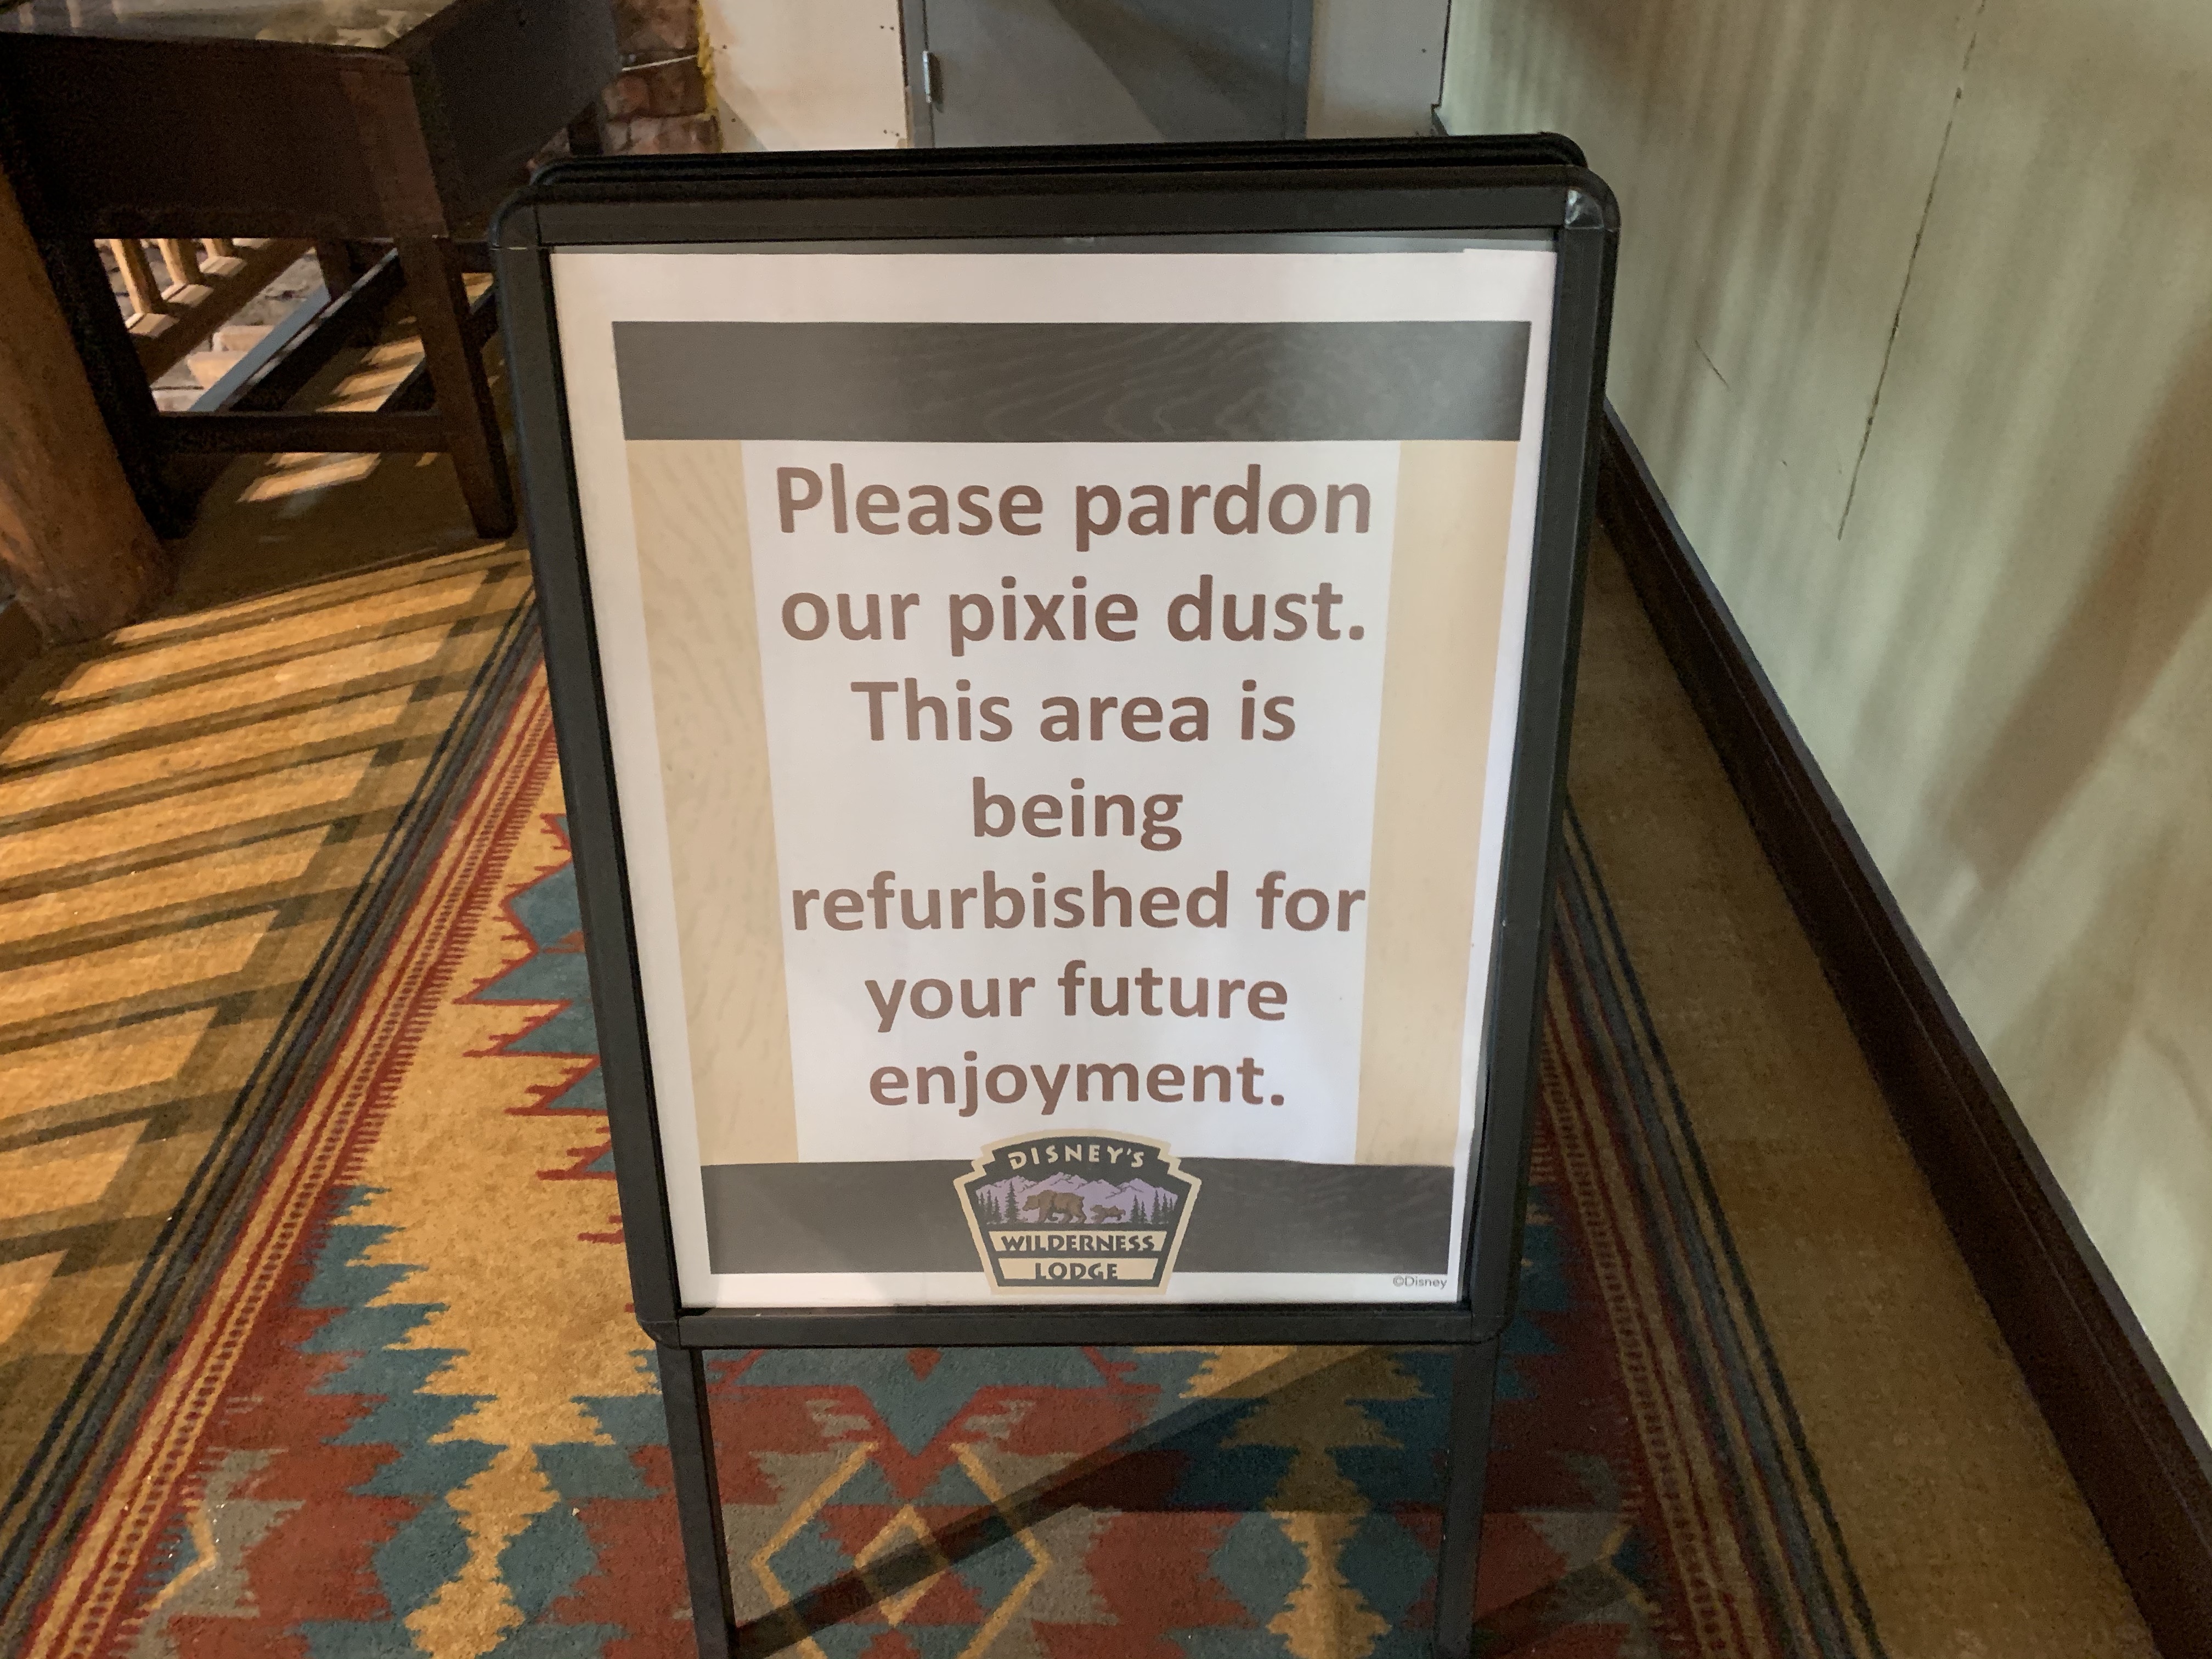 Please pardon
our pixie dust.
This area is
being
refurbished for
your future
enjoyment.
DISNEY'S
WILDERNESS
LODGE
©Disney